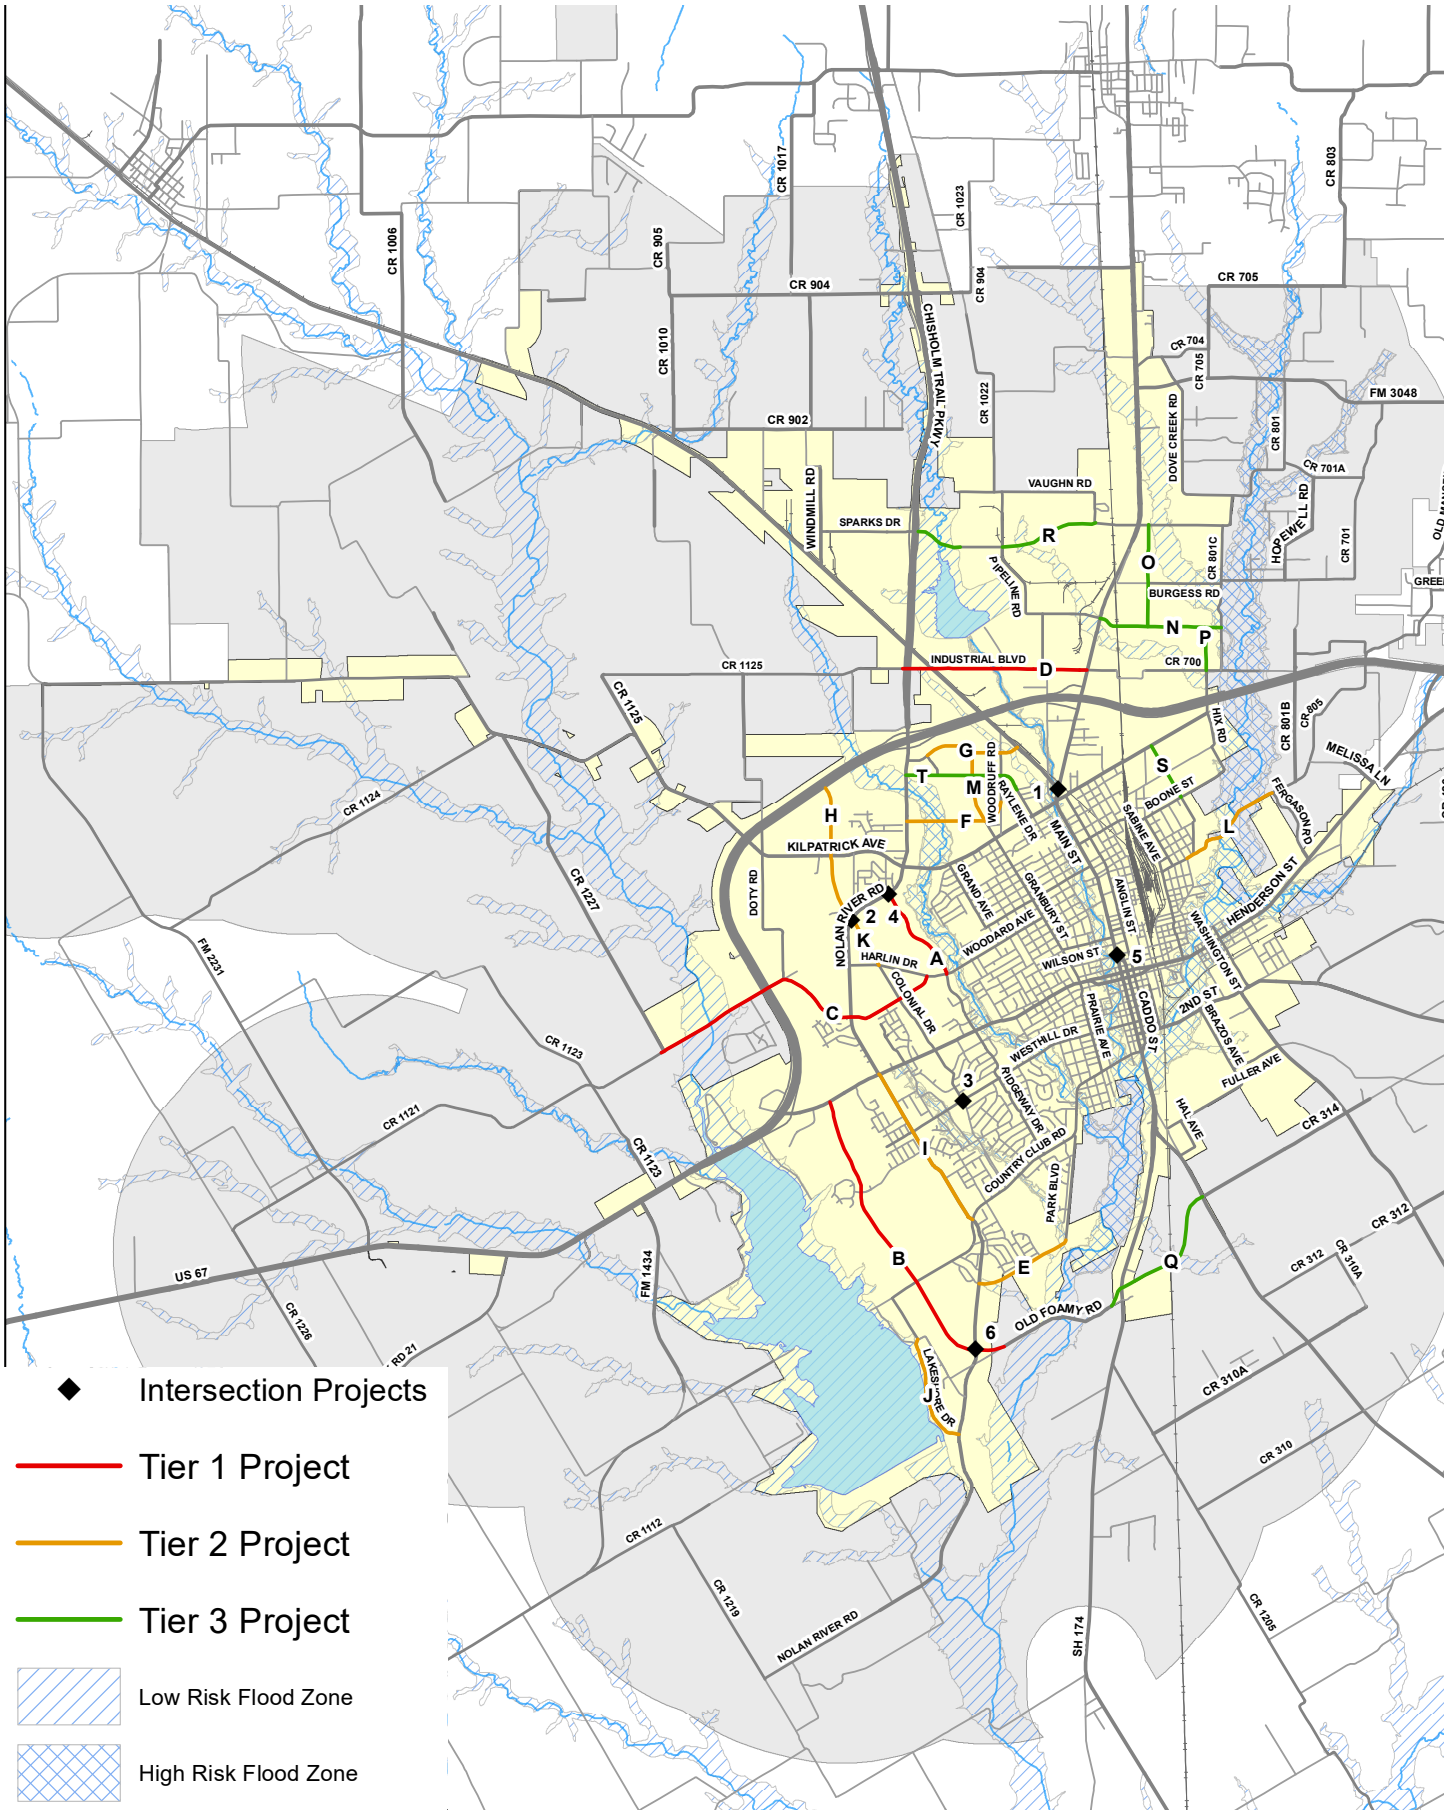 CR 1017
CR 803
CR 1023
CR 1006
CR 905
CR 904
CR 904
CR 705
CHISHOLM TRAIL PKWY
CR 1010
CR 704
CR 705
CR 1022
FM 3048
DOVE CREEK RD
CR 902
CR 801
CR 701A
WINDMILL RD
VAUGHN RD
HOPEWELL RD
SPARKS DR
R
O
CR 801C
CR 701
PIPELINE RD
BURGESS RD
GREE
N
P
INDUSTRIAL BLVD
D
CR 700
CR 1125
CR 1125
HIX RD
CR 801B
CR 805
MELISSA LN
G
WOODRUFF RD
S
T
M
1
BOONE ST
FERGASON RD
CR 1124
H
F
RAYLENE DR
MAIN ST
SABINE AVE
L
KILPATRICK AVE
CR 1227
DOTY RD
GRAND AVE
GRANBURY ST
ANGLIN ST
HENDERSON ST
NOLAN RIVER RD
2
4
K
WOODARD AVE
WASHINGTON ST
FM 2231
HARLIN DR
A
WILSON ST
5
COLONIAL DR
C
PRAIRIE AVE
CADDO ST
2ND ST
BRAZOS AVE
WESTHILL DR
CR 1123
FULLER AVE
3
RIDGEWAY DR
CR 1121
HAL AVE
CR 314
CR 1123
I
COUNTRY CLUB RD
PARK BLVD
CR 312
B
E
Q
CR 312
CR 310A
US 67
FM 1434
CR 1226
OLD FOAMY RD
6
RD 21
LAKESHORE DR
J
CR 310A
CR 310
CR 1112
CR 1219
CR 1205
NOLAN RIVER RD
SH 174
Intersection Projects
Tier 1 Project
Tier 2 Project
Tier 3 Project
Low Risk Flood Zone
High Risk Flood Zone